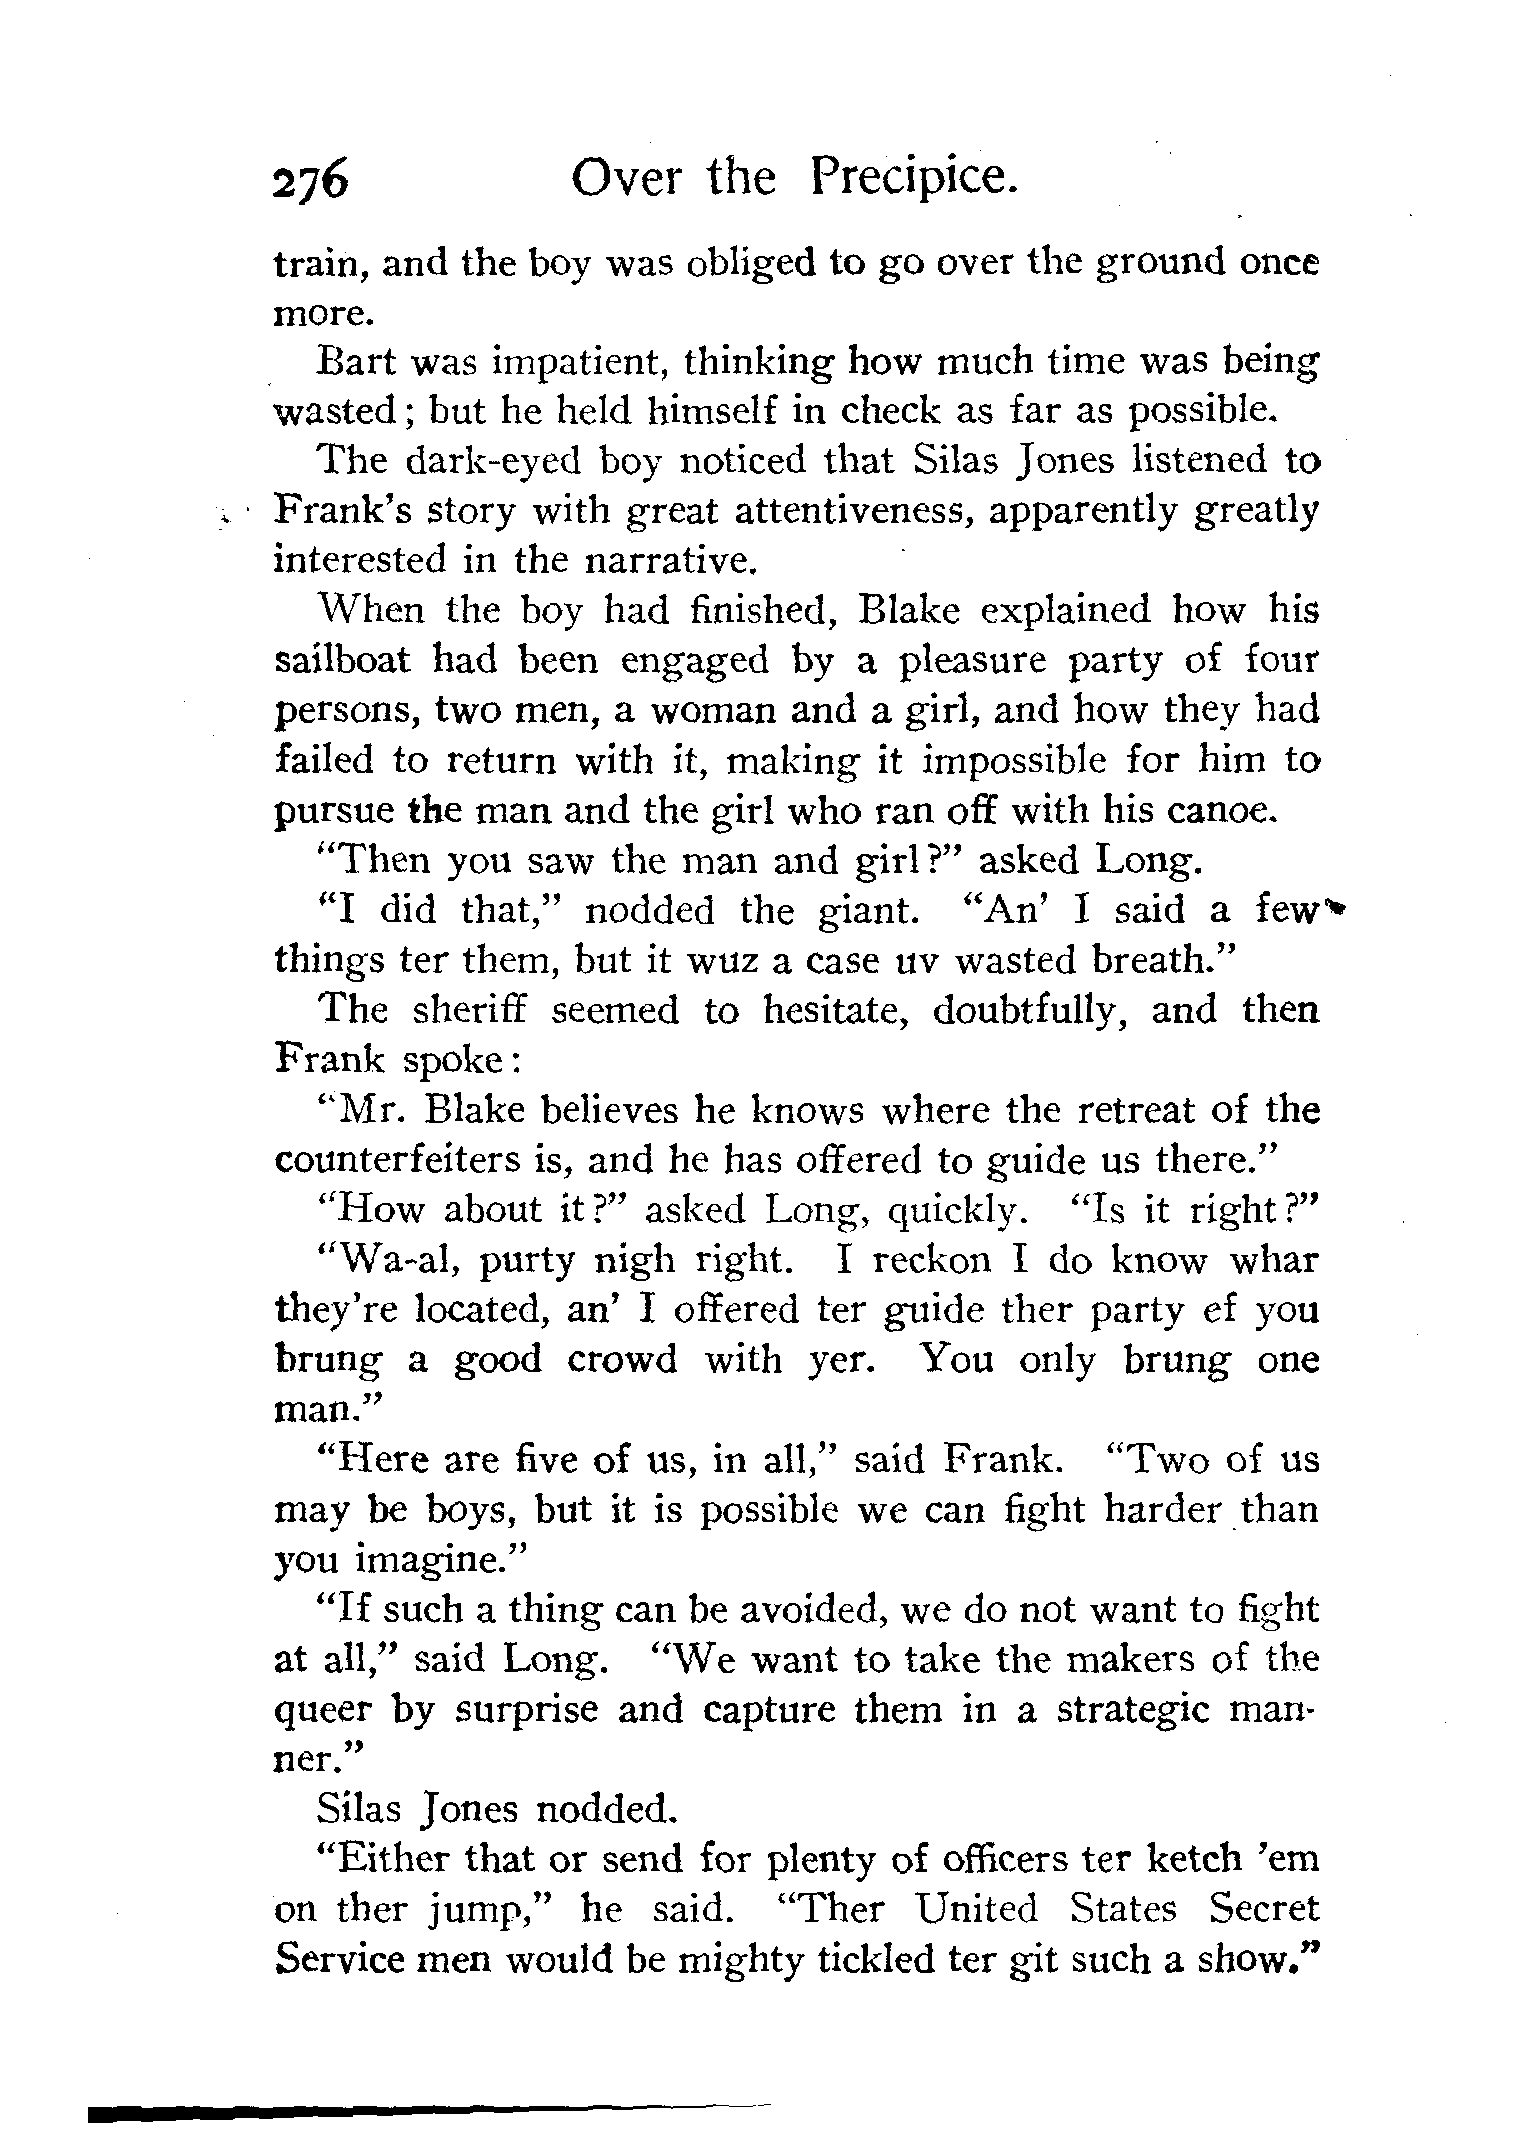 276 Over the Precipice.
train, and the boy was obliged to go over the ground once
more.
Bart was impatient, thinking how much time was being
wasted; but he held himself in check as far as possible.
The dark-eyed boy noticed that Silas Jones listened to
Frank's story with great attentiveness, apparently greatly
interested in the narrative.
When the boy had finished, Blake explained how his
sailboat had been engaged by a pleasure party of four
persons, two men, a woman and a girl, and how they had
failed to return with it, making it impossible for him to
pursue the man and the girl who ran off with his canoe.
"Then you saw the man and girl?" asked Long.
"I did that," nodded the giant. "An' I said a few
things ter them, but it wuz a case uv wasted breath."
The sheriff seemed to hesitate, doubtfully, and then
Frank spoke:
"Mr. Blake believes he knows where the retreat of the
counterfeiters is, and he has offered to guide us there."
"How about it?" asked Long, quickly. "Is it right?"
"Wa-al, purty nigh right. I reckon I do know whar
they're located, an' I offered ter guide ther party ef you
brung a good crowd with yer. You only brung one
man."
"Here are five of us, in all," said Frank. "Two of us
may be boys, but it is possible we can fight harder than
you imagine."
"If such a thing can be avoided, we do not want to fight
at all," said Long. "We want to take the makers of the
queer by surprise and capture them in a strategic man-
ner."
Silas Jones nodded.
"Either that or send for plenty of officers ter ketch 'em
on ther jump," he said. "Ther United States Secret
Service men would be mighty tickled ter git such a show."